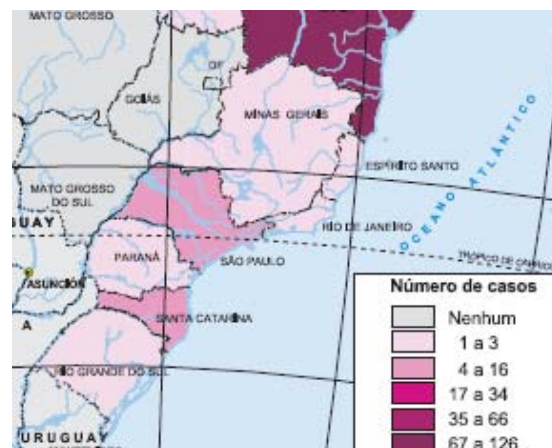 MATO GROSSO
DF
GOIÁS
MINAS GERAIS
ESPÍRITO SANTO
MATO GROSSO
DO SUL
OCEANO ATLÂNTICO
RIO DE JANEIRO
GUAY
PARANÁ
SÃO PAULO
ASUNCIÓN
SANTA CATARINA
A
RIO GRANDE DO SUL
URUGUAY
Número de casos
Nenhum
1 a 3
4 a 16
17 a 34
35 a 66
67 a 126